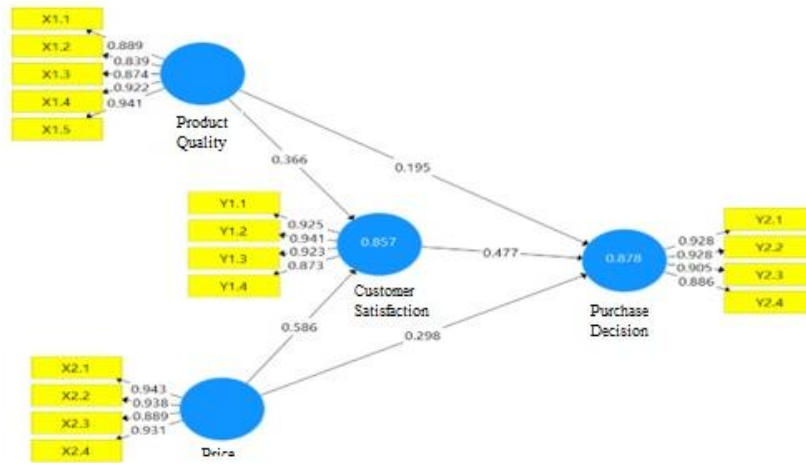 X1.1
X1.2
X1.3
X1.4
X1.5
0.889
0.839
0.874
0.922
0.941
Product
Quality
0.366
0.195
Y1.1
Y1.2
Y1.3
Y1.4
0.925
0.941
0.923
0.873
0.857
Customer
Satisfaction
0.477
0.878
Purchase
Decision
0.928
0.928
0.905
0.886
Y2.1
Y2.2
Y2.3
Y2.4
0.586
0.298
X2.1
X2.2
X2.3
X2.4
0.943
0.938
0.889
0.931
Price